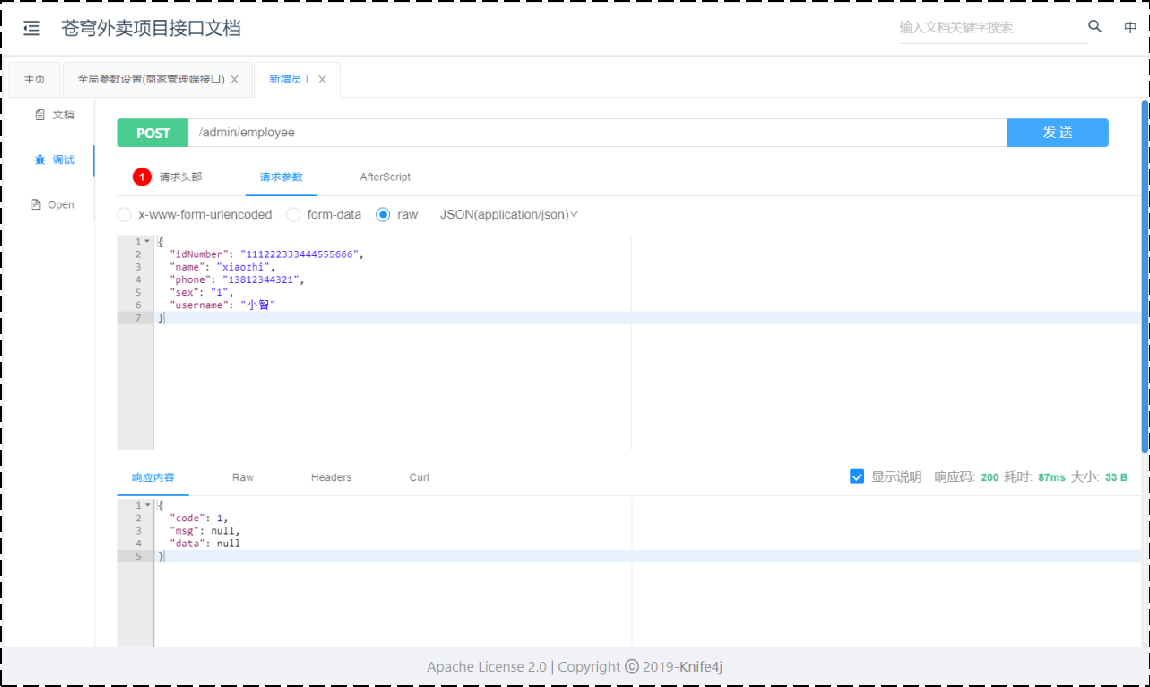 苍穹外卖项目接口文档
输入文档关键字搜索
中
主页
全局参数设置(商家管理端接口)
新增员工
文档
调试
Open
POST /admin/employee 发送
1 请求头部 请求参数 AfterScript
x-www-form-urlencoded form-data raw JSON(application/json)
1 {
2 "idNumber": "111222333444555666",
3 "name": "xiaozhi",
4 "phone": "13812344321",
5 "sex": "1",
6 "username": "小智"
7 }
响应内容 Raw Headers Curl 显示说明 响应码: 200 耗时: 87ms 大小: 33 B
1 {
2 "code": 1,
3 "msg": null,
4 "data": null
5 }
Apache License 2.0 | Copyright © 2019-Knife4j